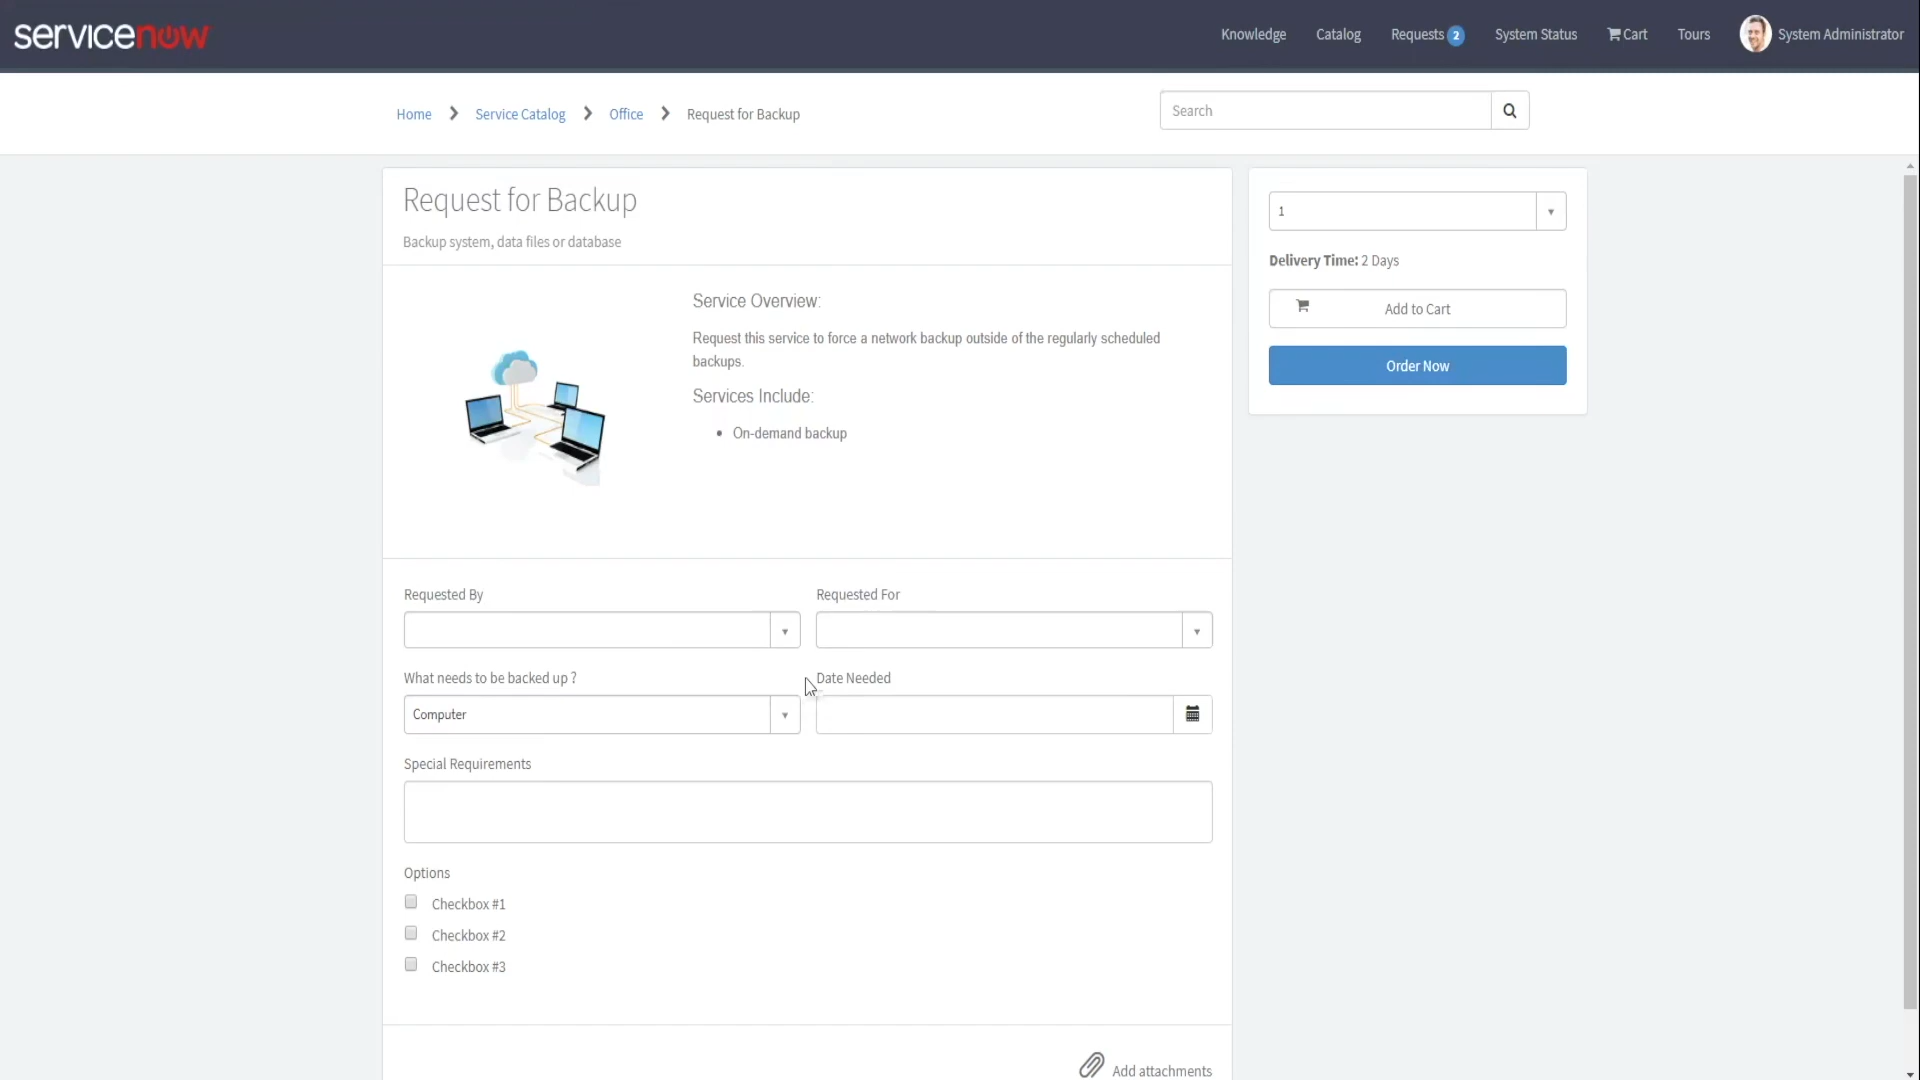 servicenow
Knowledge Catalog Requests 2 System Status Cart Tours System Administrator
Home Service Catalog Office Request for Backup
Search
Request for Backup
Backup system, data files or database
Service Overview:
Request this service to force a network backup outside of the regularly scheduled
backups.
Services Include:
On-demand backup
1
Delivery Time: 2 Days
Add to Cart
Order Now
Requested By
Requested For
What needs to be backed up ?
Computer
Date Needed
Special Requirements
Options
Checkbox #1
Checkbox #2
Checkbox #3
Add attachments